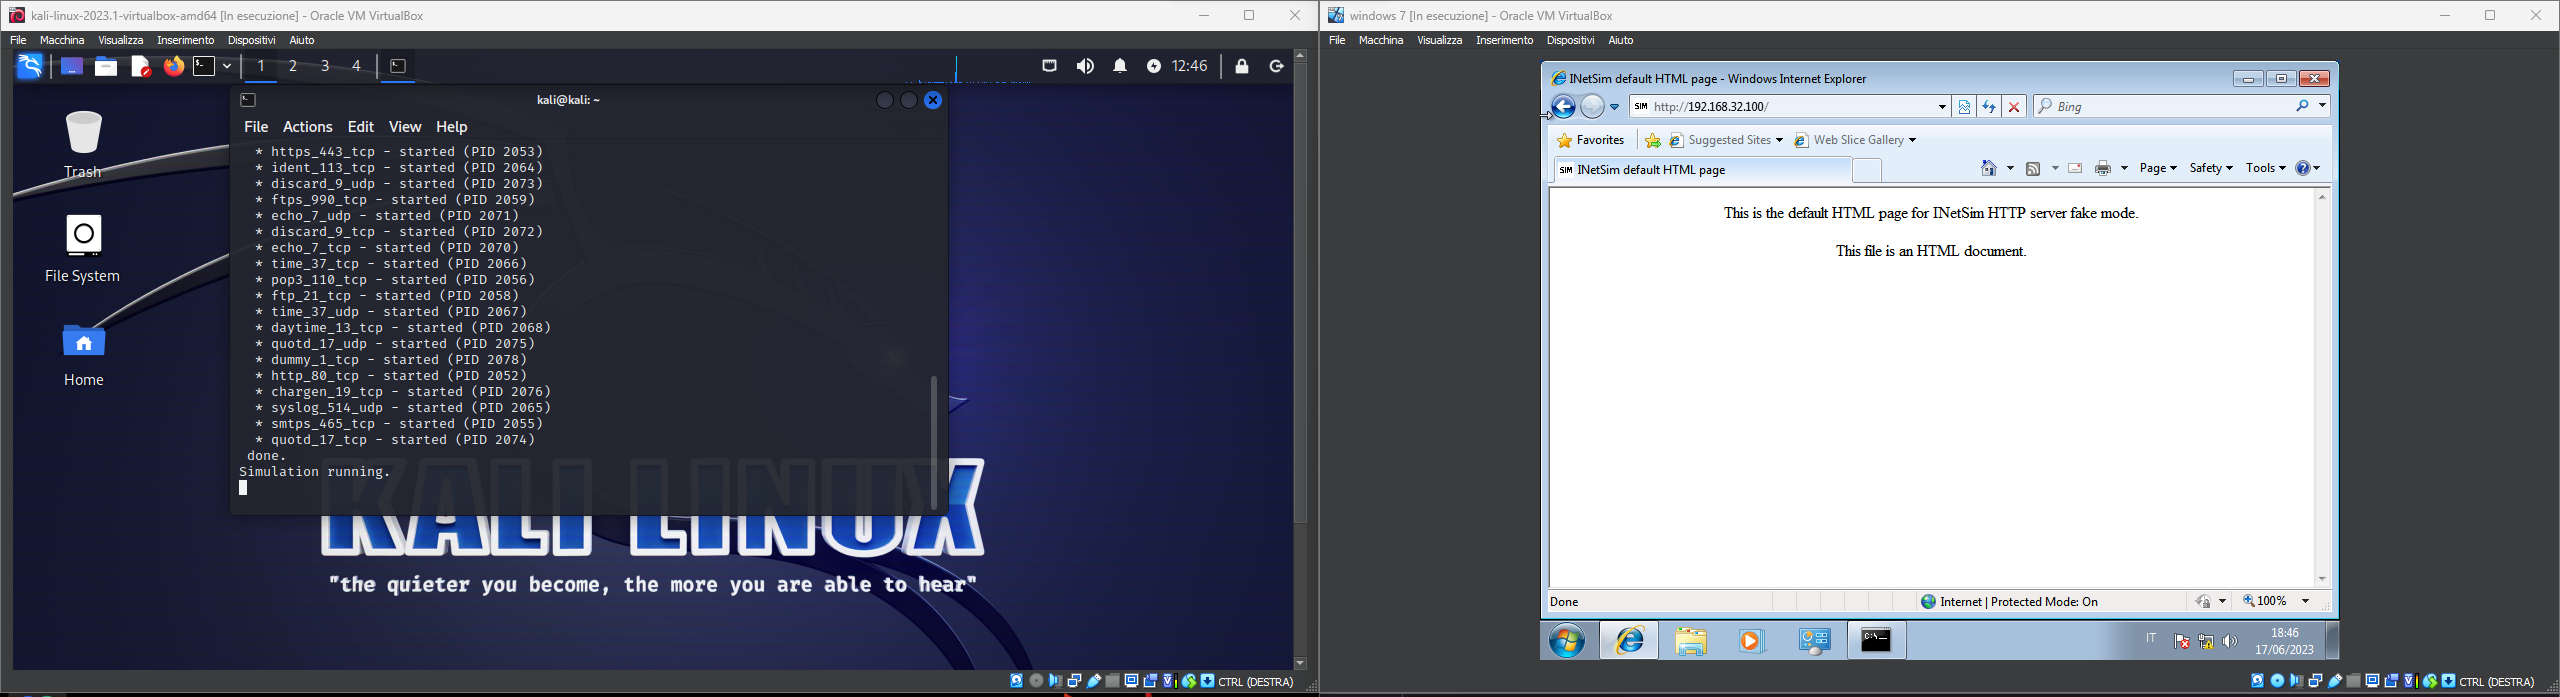 kali-linux-2023.1-virtualbox-amd64 [In esecuzione] - Oracle VM VirtualBox
File Macchina Visualizza Inserimento Dispositivi Aiuto
1 2 3 4 12:46
Trash
File System
Home
kali@kali: ~
File Actions Edit View Help
* https_443_tcp - started (PID 2053)
* ident_113_tcp - started (PID 2064)
* discard_9_udp - started (PID 2073)
* ftps_990_tcp - started (PID 2059)
* echo_7_udp - started (PID 2071)
* discard_9_tcp - started (PID 2072)
* echo_7_tcp - started (PID 2070)
* time_37_tcp - started (PID 2066)
* pop3_110_tcp - started (PID 2056)
* ftp_21_tcp - started (PID 2058)
* time_37_udp - started (PID 2067)
* daytime_13_tcp - started (PID 2068)
* quotd_17_udp - started (PID 2075)
* dummy_1_tcp - started (PID 2078)
* http_80_tcp - started (PID 2052)
* chargen_19_tcp - started (PID 2076)
* syslog_514_udp - started (PID 2065)
* smtps_465_tcp - started (PID 2055)
* quotd_17_tcp - started (PID 2074)
done.
Simulation running.
KALI LINUX
"the quieter you become, the more you are able to hear"
CTRL (DESTRA)
windows 7 [In esecuzione] - Oracle VM VirtualBox
File Macchina Visualizza Inserimento Dispositivi Aiuto
INetSim default HTML page - Windows Internet Explorer
SIM http://192.168.32.100/ Bing
Favorites Suggested Sites Web Slice Gallery
SIM INetSim default HTML page Page Safety Tools
This is the default HTML page for INetSim HTTP server fake mode.
This file is an HTML document.
Done Internet | Protected Mode: On 100%
C:\
IT 18:46
17/06/2023
CTRL (DESTRA)